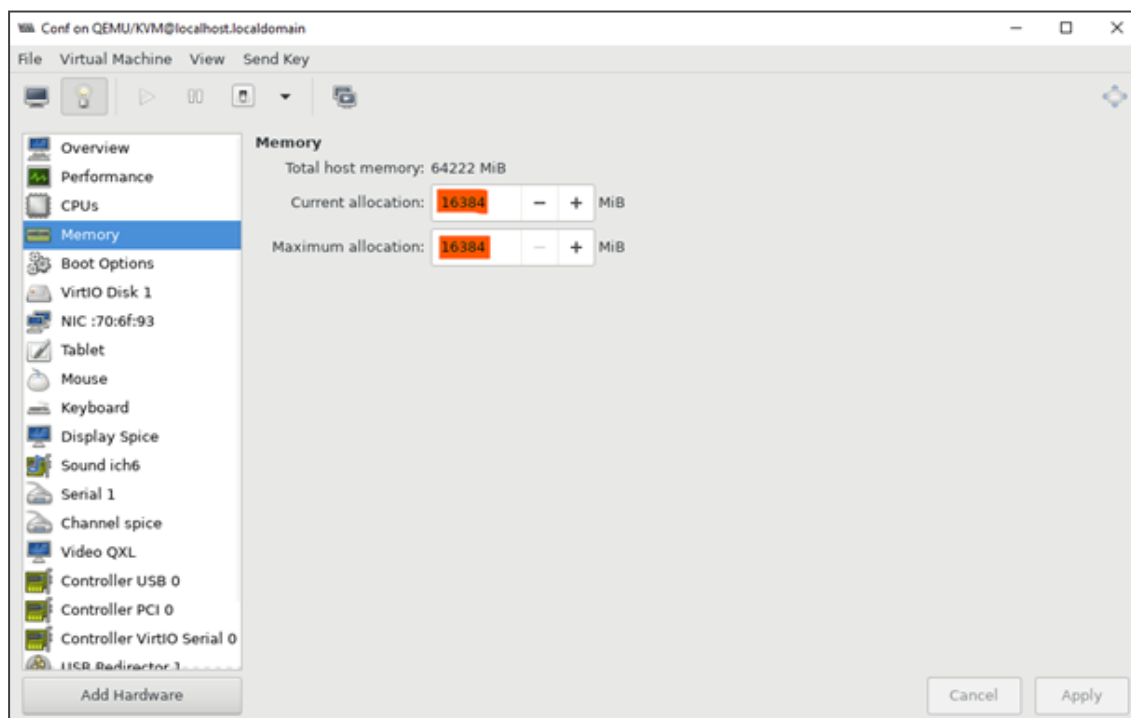 Conf on QEMU/KVM@localhost.localdomain
File Virtual Machine View Send Key
Overview
Performance
CPUs
Memory
Boot Options
VirtIO Disk 1
NIC :70:6f:93
Tablet
Mouse
Keyboard
Display Spice
Sound ich6
Serial 1
Channel spice
Video QXL
Controller USB 0
Controller PCI 0
Controller VirtIO Serial 0
USB Redirector 1
Add Hardware
Memory
Total host memory: 64222 MiB
Current allocation: 16384 − + MiB
Maximum allocation: 16384 − + MiB
Cancel Apply